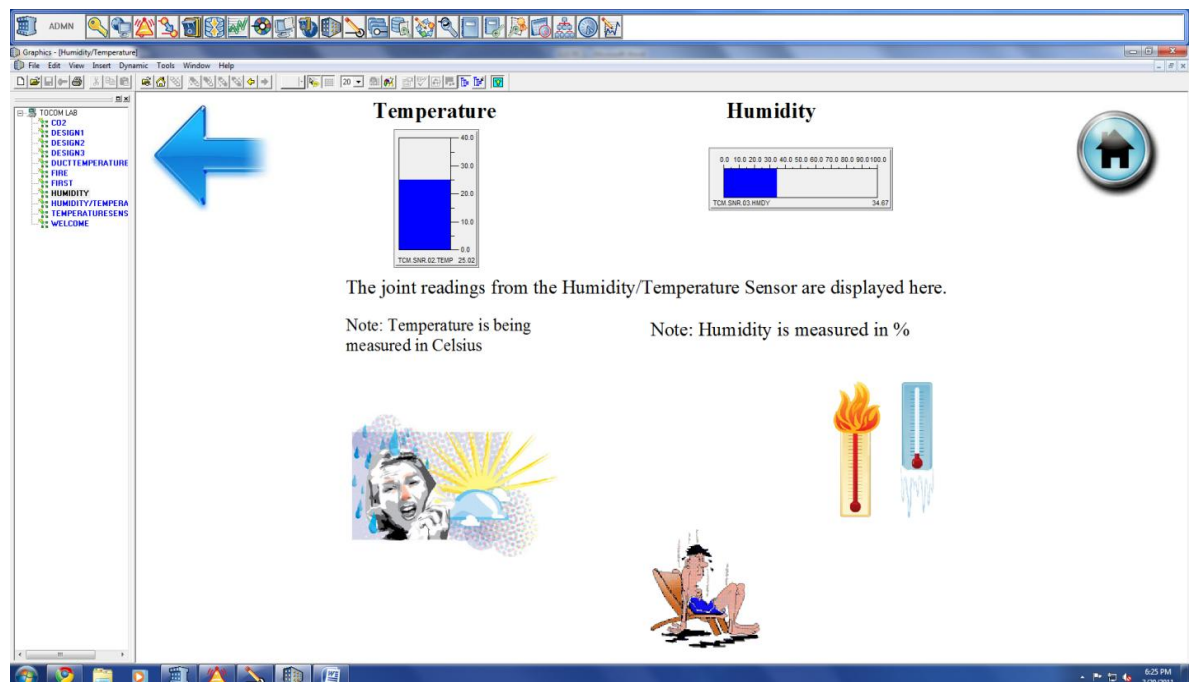 ADMN
Graphics - [Humidity/Temperature]
File Edit View Insert Dynamic Tools Window Help
20
TOCOM LAB
CO2
DESIGN1
DESIGN2
DESIGN3
DUCTTEMPERATURE
FIRE
FIRST
HUMIDITY
HUMIDITY/TEMPERA
TEMPERATURESENS
WELCOME
Temperature
40.0
30.0
20.0
10.0
0.0
TCM.SNR.02.TEMP 25.02
Humidity
0.0 10.0 20.0 30.0 40.0 50.0 60.0 70.0 80.0 90.0 100.0
TCM.SNR.03.HMDY 34.67
The joint readings from the Humidity/Temperature Sensor are displayed here.
Note: Temperature is being
measured in Celsius
Note: Humidity is measured in %
6:25 PM